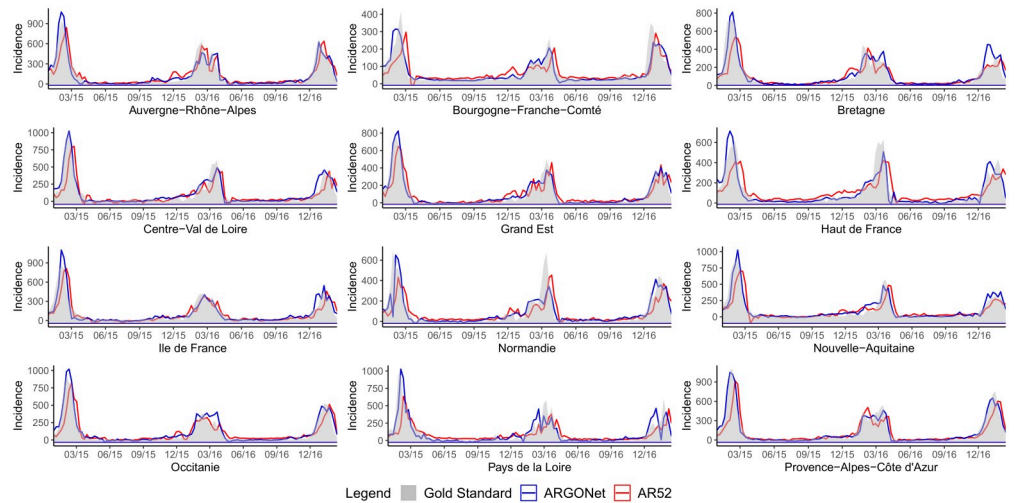 Incidence
900
600
300
0
03/15 06/15 09/15 12/15 03/16 06/16 09/16 12/16
Auvergne−Rhône−Alpes
Incidence
400
300
200
100
0
03/15 06/15 09/15 12/15 03/16 06/16 09/16 12/16
Bourgogne−Franche−Comté
Incidence
800
600
400
200
0
03/15 06/15 09/15 12/15 03/16 06/16 09/16 12/16
Bretagne
Incidence
1000
750
500
250
0
03/15 06/15 09/15 12/15 03/16 06/16 09/16 12/16
Centre−Val de Loire
Incidence
800
600
400
200
0
03/15 06/15 09/15 12/15 03/16 06/16 09/16 12/16
Grand Est
Incidence
600
400
200
0
03/15 06/15 09/15 12/15 03/16 06/16 09/16 12/16
Haut de France
Incidence
900
600
300
0
03/15 06/15 09/15 12/15 03/16 06/16 09/16 12/16
Ile de France
Incidence
600
400
200
0
03/15 06/15 09/15 12/15 03/16 06/16 09/16 12/16
Normandie
Incidence
1000
750
500
250
0
03/15 06/15 09/15 12/15 03/16 06/16 09/16 12/16
Nouvelle−Aquitaine
Incidence
1000
750
500
250
0
03/15 06/15 09/15 12/15 03/16 06/16 09/16 12/16
Occitanie
Incidence
1000
750
500
250
0
03/15 06/15 09/15 12/15 03/16 06/16 09/16 12/16
Pays de la Loire
Incidence
900
600
300
0
03/15 06/15 09/15 12/15 03/16 06/16 09/16 12/16
Provence−Alpes−Côte d'Azur
Legend Gold Standard ARGONet AR52